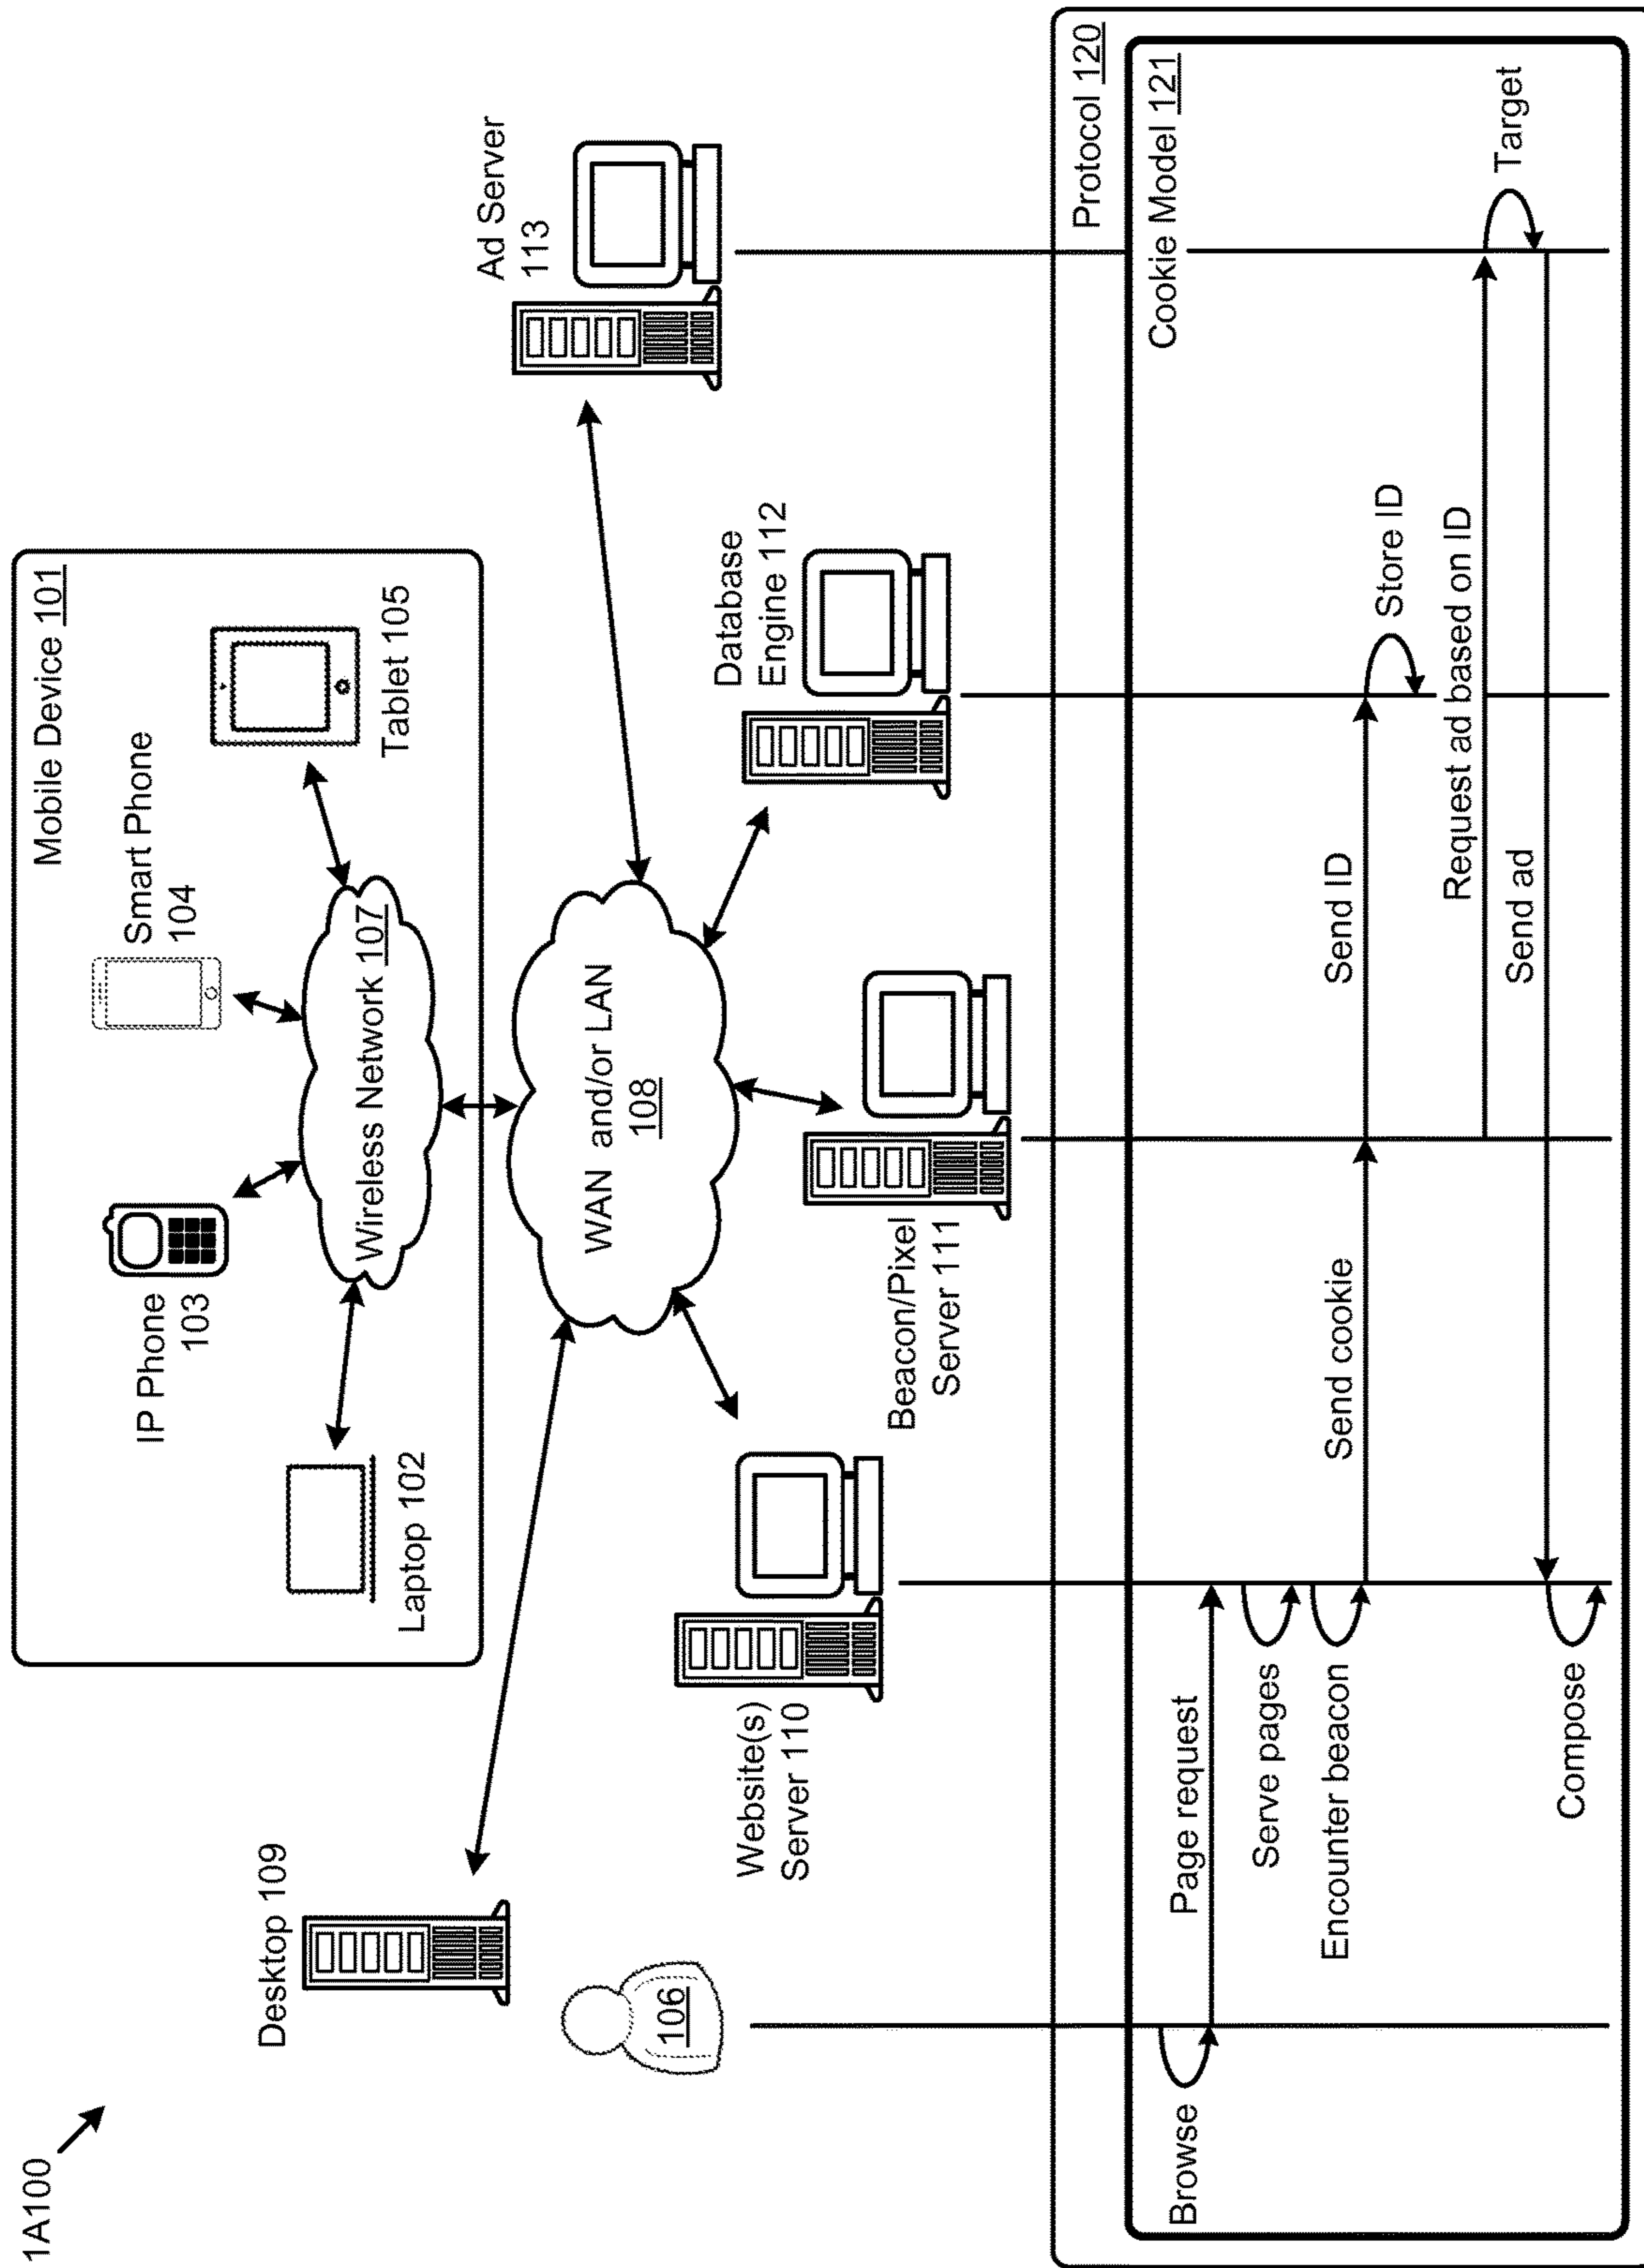 1A100
Mobile Device 101
IP Phone
103
Smart Phone
104
Laptop 102
Wireless Network 107
Tablet 105
Desktop 109
106
WAN and/or LAN
108
Ad Server
113
Website(s)
Server 110
Beacon/Pixel
Server 111
Database
Engine 112
Protocol 120
Cookie Model 121
Browse
Page request
Serve pages
Encounter beacon
Send cookie
Send ID
Store ID
Request ad based on ID
Target
Send ad
Compose